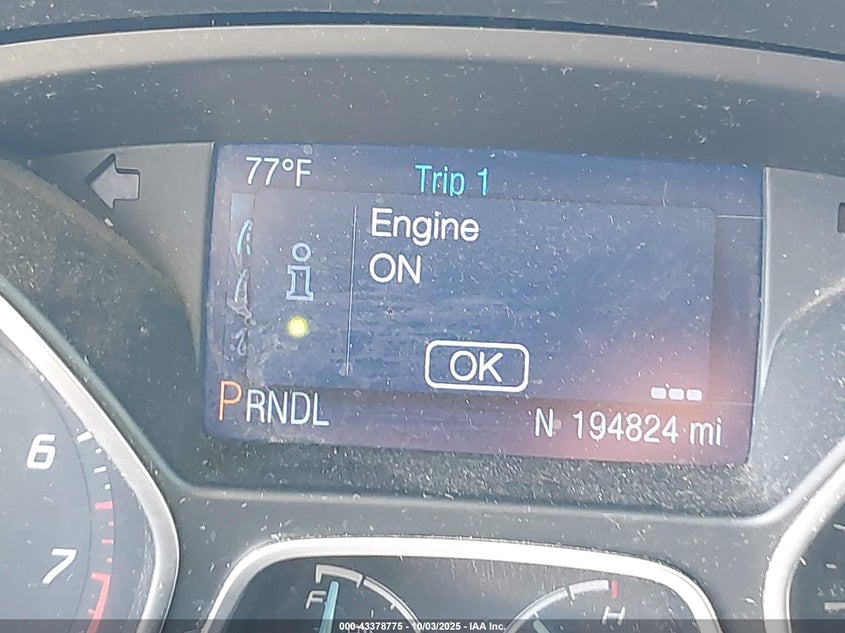 77°F Trip 1
Engine
ON
OK
PRNDL N 194824 mi
6
7
F H
000-43378775 - 10/03/2025 - IAA Inc.